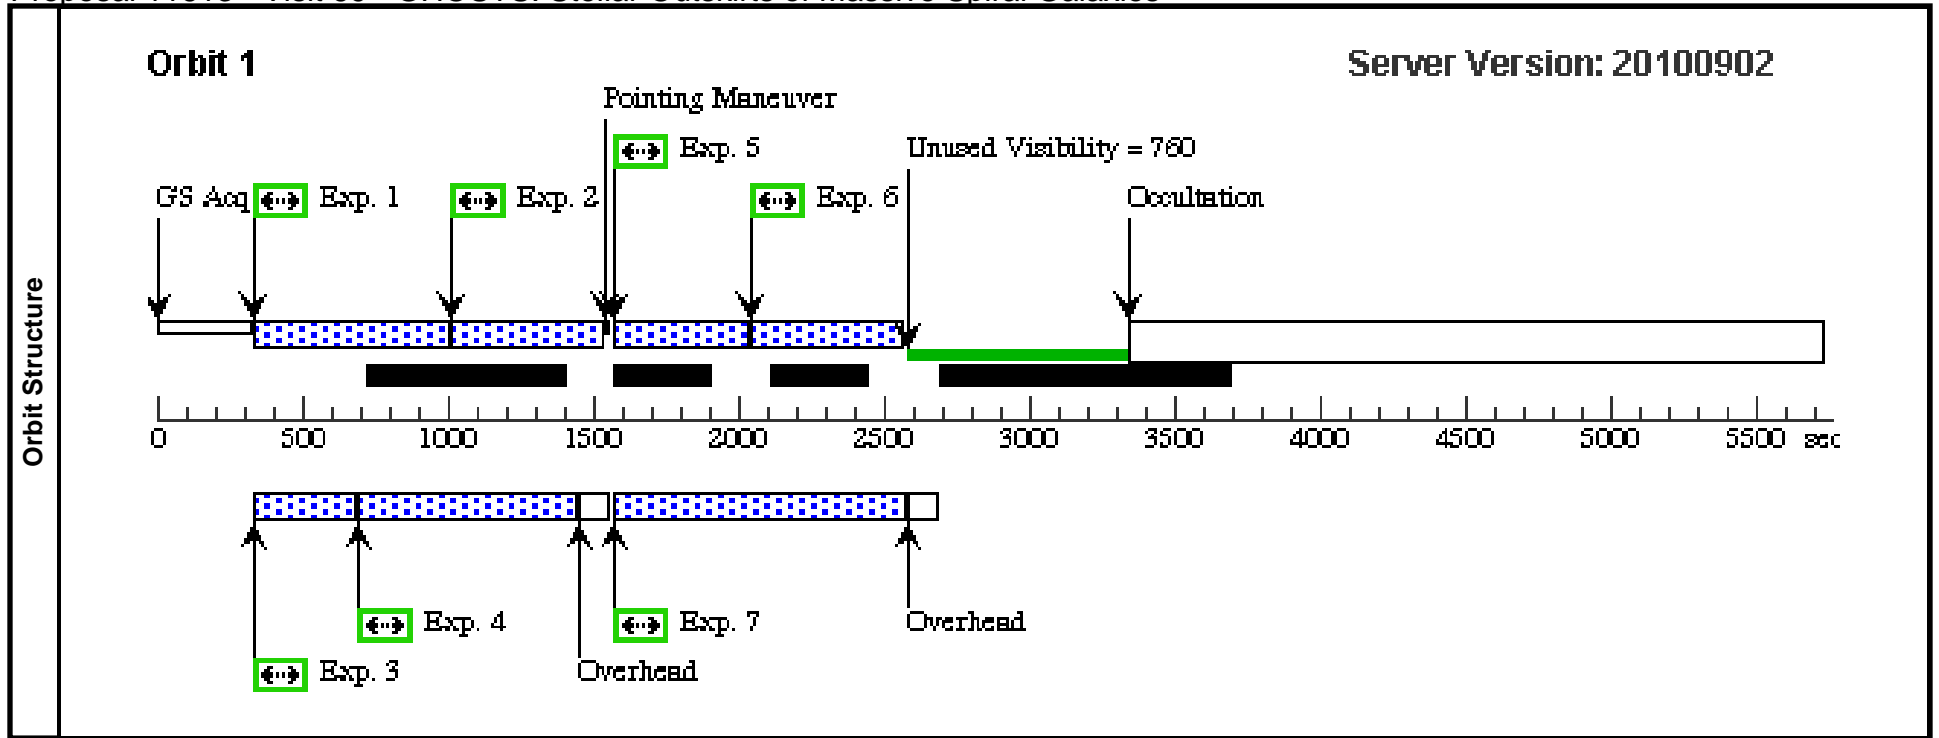 Orbit 1
Server Version: 20100902
Pointing Maneuver
Exp. 5
Unused Visibility = 760
GS Acq
Exp. 1
Exp. 2
Exp. 6
Occultation
Orbit Structure
0 500 1000 1500 2000 2500 3000 3500 4000 4500 5000 5500 sec
Exp. 4
Exp. 7
Overhead
Exp. 3
Overhead